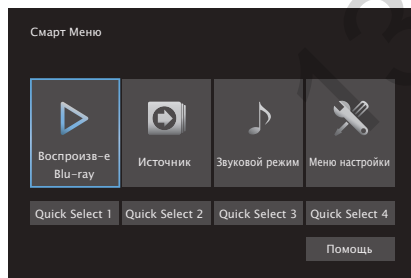 Смарт Меню
Воспроизв-е
Blu-ray
Источник
Звуковой режим
Меню настройки
Quick Select 1
Quick Select 2
Quick Select 3
Quick Select 4
Помощь